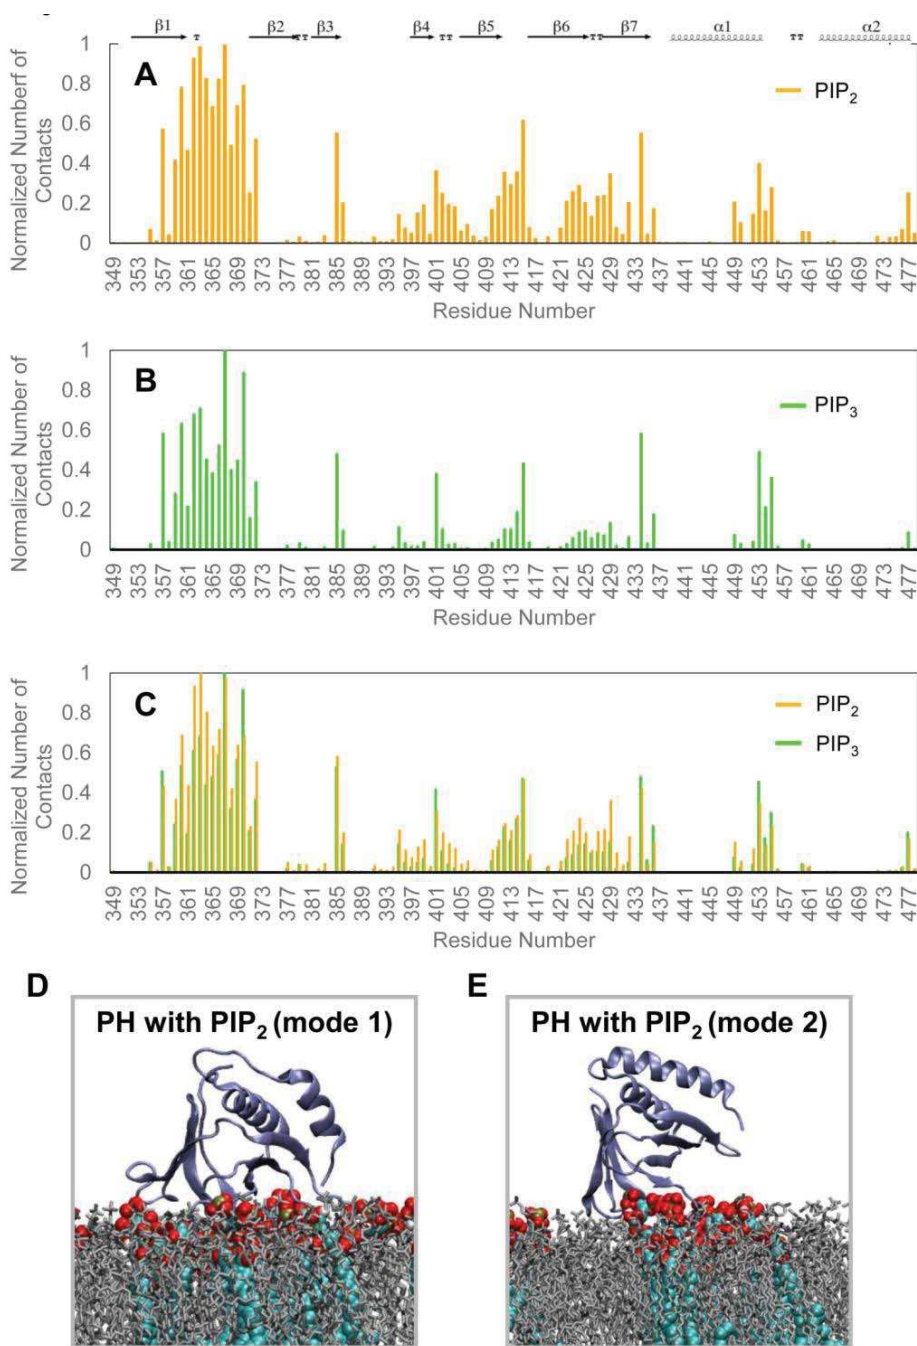 β1 T β2 TT β3 β4 TT β5 β6 TT β7 α1 TT α2
A
PIP2
Normalized Numberf of
Contacts
1
0.8
0.6
0.4
0.2
0
349 353 357 361 365 369 373 377 381 385 389 393 397 401 405 409 413 417 421 425 429 433 437 441 445 449 453 457 461 465 469 473 477
Residue Number
B
PIP3
Normalized Number of
Contacts
1
0.8
0.6
0.4
0.2
0
349 353 357 361 365 369 373 377 381 385 389 393 397 401 405 409 413 417 421 425 429 433 437 441 445 449 453 457 461 465 469 473 477
Residue Number
C
PIP2
PIP3
Normalized Number of
Contacts
1
0.8
0.6
0.4
0.2
0
349 353 357 361 365 369 373 377 381 385 389 393 397 401 405 409 413 417 421 425 429 433 437 441 445 449 453 457 461 465 469 473 477
Residue Number
D
PH with PIP2 (mode 1)
E
PH with PIP2 (mode 2)